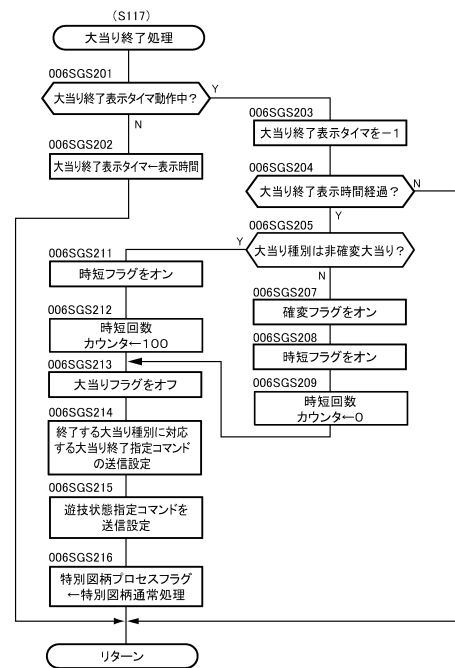 (S117)
大当り終了処理
006SGS201
大当り終了表示タイマ動作中?
Y
N
006SGS202
大当り終了表示タイマ←表示時間
006SGS203
大当り終了表示タイマを-1
006SGS204
大当り終了表示時間経過?
N
Y
006SGS205
大当り種別は非確変大当り?
Y
N
006SGS207
確変フラグをオン
006SGS208
時短フラグをオン
006SGS209
時短回数
カウンタ←0
006SGS211
時短フラグをオン
006SGS212
時短回数
カウンタ←100
006SGS213
大当りフラグをオフ
006SGS214
終了する大当り種別に対応
する大当り終了指定コマンド
の送信設定
006SGS215
遊技状態指定コマンドを
送信設定
006SGS216
特別図柄プロセスフラグ
←特別図柄通常処理
リターン